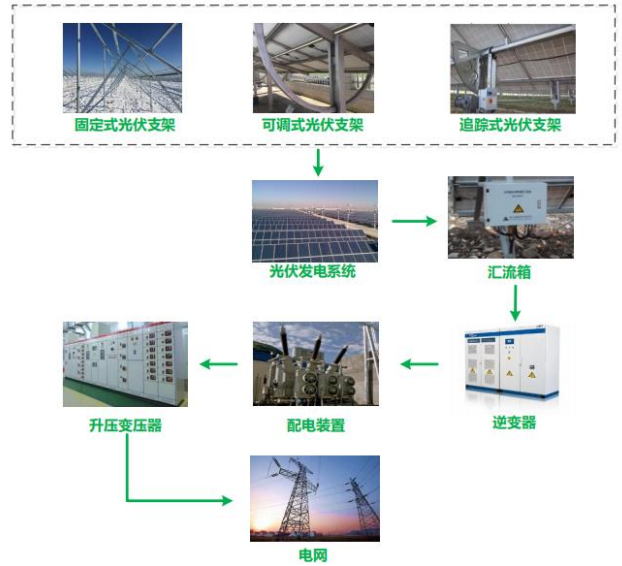 固定式光伏支架
可调式光伏支架
追踪式光伏支架
光伏发电系统
汇流箱
升压变压器
配电装置
逆变器
电网